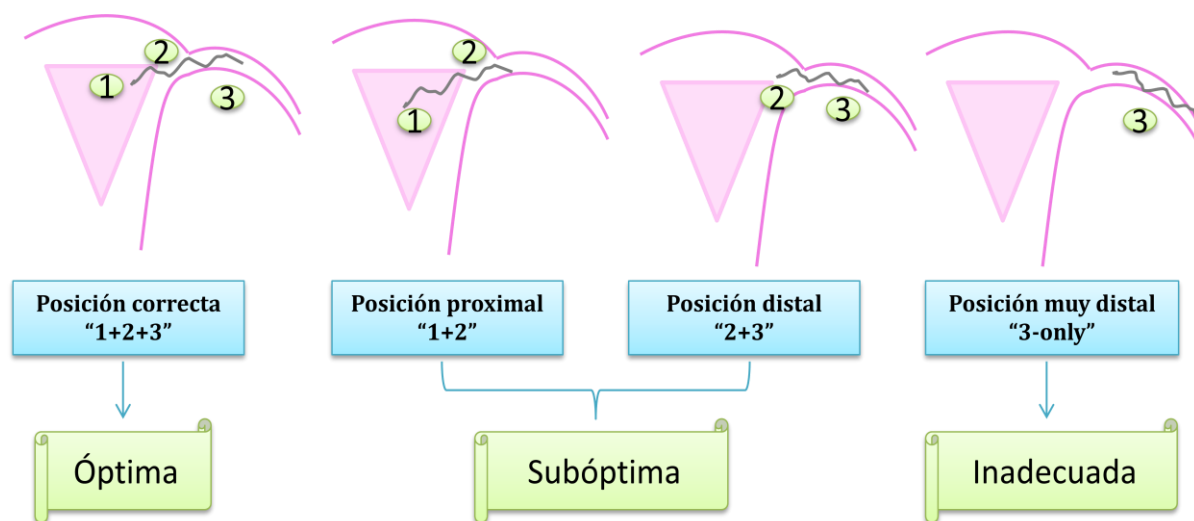 1
2
3
1
2
2
3
3
Posición correcta
“1+2+3”
Posición proximal
“1+2”
Posición distal
“2+3”
Posición muy distal
“3-only”
Óptima
Subóptima
Inadecuada